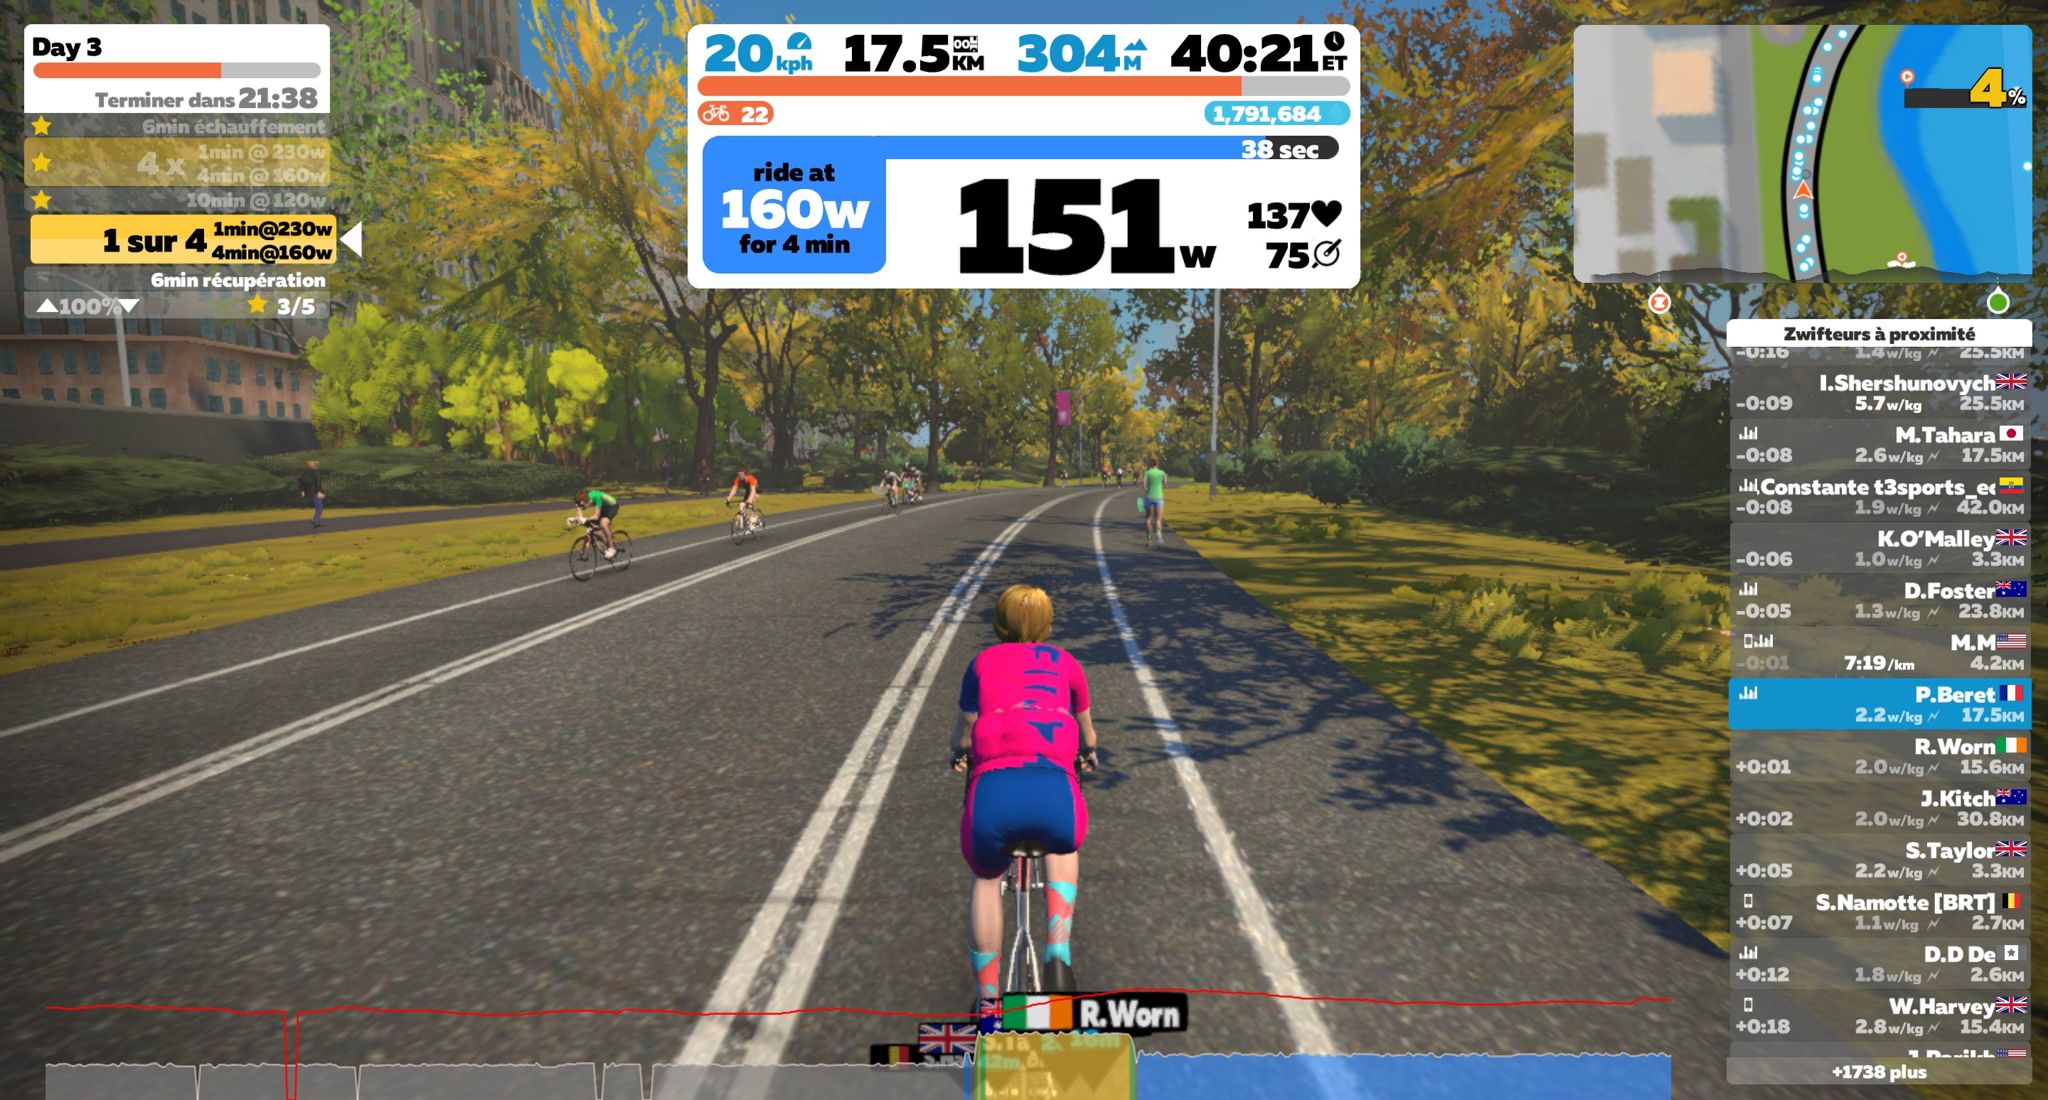 Day 3
Terminer dans 21:38
6min échauffement
4 x 1min @ 230w
4min @ 160w
10min @ 120w
1 sur 4 1min@230w
4min@160w
6min récupération
100% 3/5
20 kph 17.5 KM 304 M 40:21 ET
22 1,791,684
38 sec
ride at
160w
for 4 min
151 w
137
75
4%
Zwifteurs à proximité
-0:16 1.4 w/kg 25.5KM
I.Shershunovych
-0:09 5.7 w/kg 25.5KM
M.Tahara
-0:08 2.6 w/kg 17.5KM
Constante t3sports_ec
-0:08 1.9 w/kg 42.0KM
K.O'Malley
-0:06 1.0 w/kg 3.3KM
D.Foster
-0:05 1.3 w/kg 23.8KM
M.M
-0:01 7:19 /km 4.2KM
P.Beret
2.2 w/kg 17.5KM
R.Worn
+0:01 2.0 w/kg 15.6KM
J.Kitch
+0:02 2.0 w/kg 30.8KM
S.Taylor
+0:05 2.2 w/kg 3.3KM
S.Namotte [BRT]
+0:07 1.1 w/kg 2.7KM
D.D De
+0:12 1.8 w/kg 2.6KM
W.Harvey
+0:18 2.8 w/kg 15.4KM
+1738 plus
R.Worn